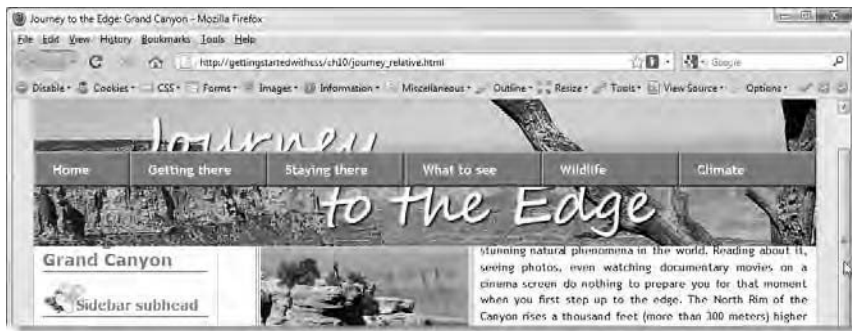 Journey to the Edge: Grand Canyon - Mozilla Firefox
File Edit View History Bookmarks Tools Help
http://gettingstartedwithcss/ch10/journey_relative.html
Google
Disable Cookies CSS Forms Images Information Miscellaneous Outline Resize Tools View Source Options
Journey
Home Getting there Staying there What to see Wildlife Climate
to the Edge
Grand Canyon
Sidebar subhead
stunning natural phenomena in the world. Reading about it,
seeing photos, even watching documentary movies on a
cinema screen do nothing to prepare you for that moment
when you first step up to the edge. The North Rim of the
Canyon rises a thousand feet (more than 300 meters) higher